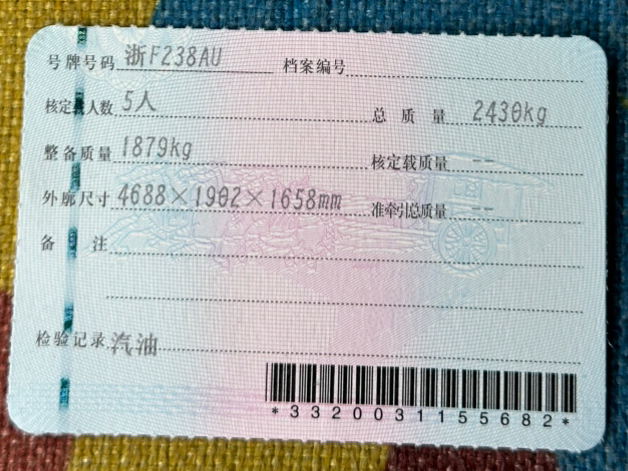 号牌号码 浙F238AU 档案编号
核定载人数 5人 总质量 2430kg
整备质量 1879kg 核定载质量 --
外廓尺寸 4688×1902×1658mm 准牵引总质量 --
备注
检验记录 汽油
*3320031155682*